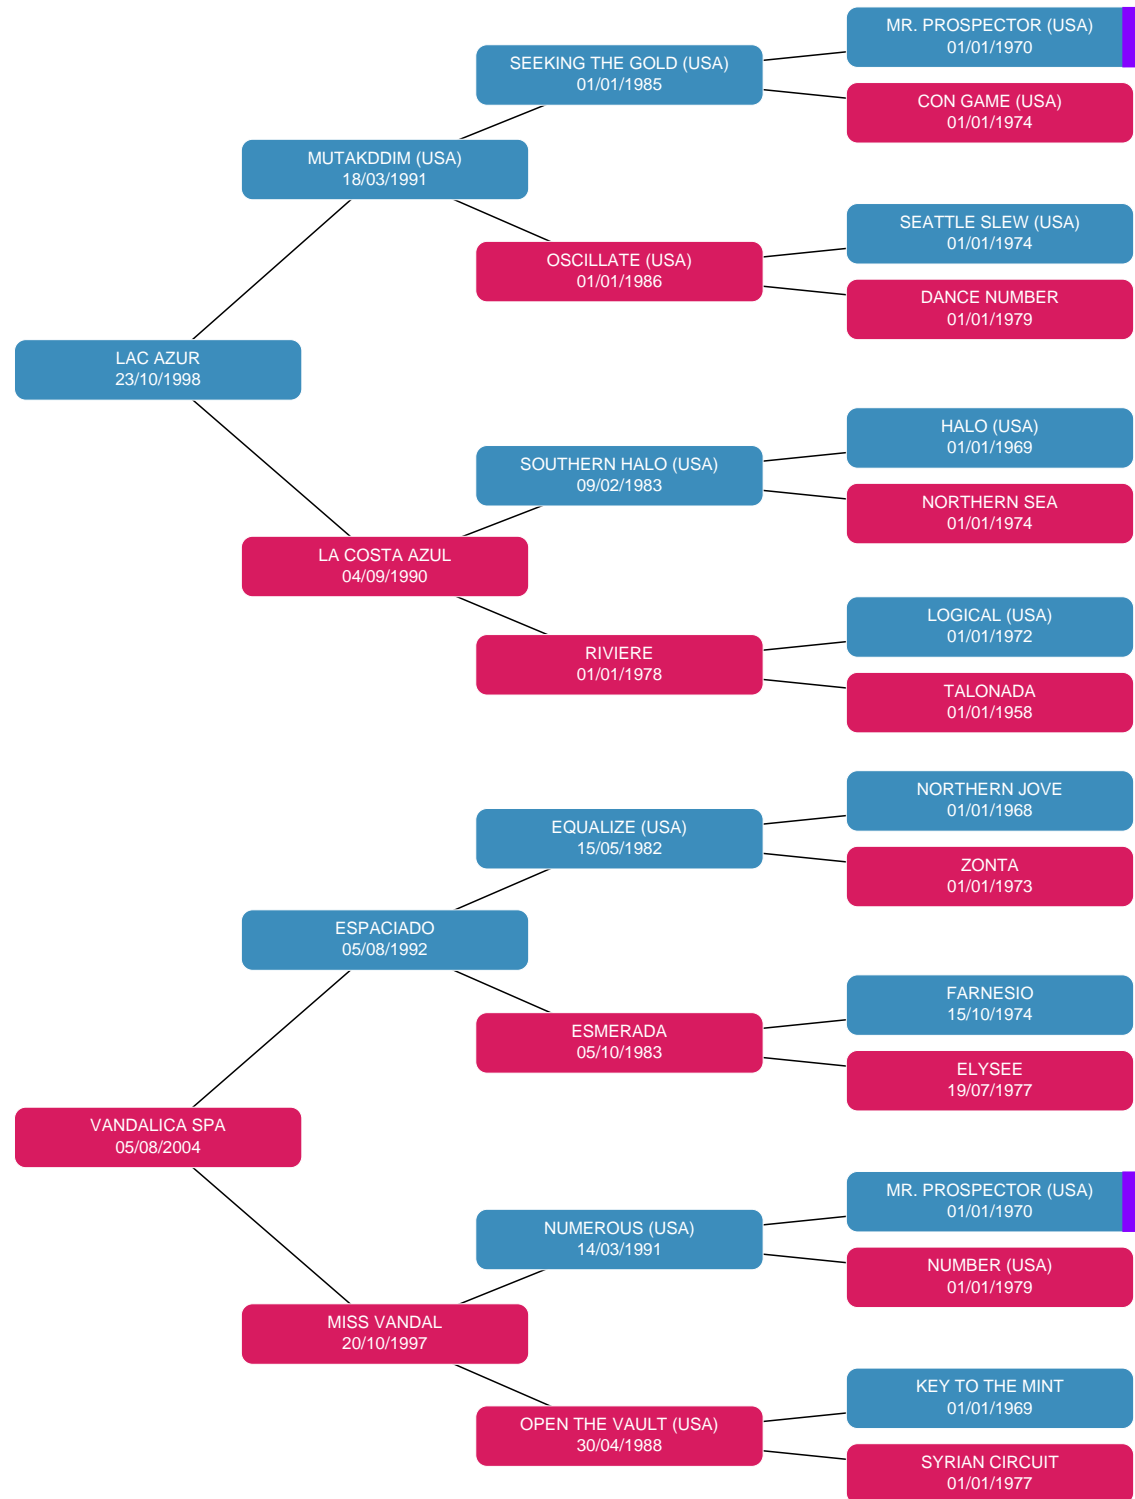 MR. PROSPECTOR (USA)
01/01/1970
SEEKING THE GOLD (USA)
01/01/1985
CON GAME (USA)
01/01/1974
MUTAKDDIM (USA)
18/03/1991
SEATTLE SLEW (USA)
01/01/1974
OSCILLATE (USA)
01/01/1986
DANCE NUMBER
01/01/1979
LAC AZUR
23/10/1998
HALO (USA)
01/01/1969
SOUTHERN HALO (USA)
09/02/1983
NORTHERN SEA
01/01/1974
LA COSTA AZUL
04/09/1990
LOGICAL (USA)
01/01/1972
RIVIERE
01/01/1978
TALONADA
01/01/1958
NORTHERN JOVE
01/01/1968
EQUALIZE (USA)
15/05/1982
ZONTA
01/01/1973
ESPACIADO
05/08/1992
FARNESIO
15/10/1974
ESMERADA
05/10/1983
ELYSEE
19/07/1977
VANDALICA SPA
05/08/2004
MR. PROSPECTOR (USA)
01/01/1970
NUMEROUS (USA)
14/03/1991
NUMBER (USA)
01/01/1979
MISS VANDAL
20/10/1997
KEY TO THE MINT
01/01/1969
OPEN THE VAULT (USA)
30/04/1988
SYRIAN CIRCUIT
01/01/1977